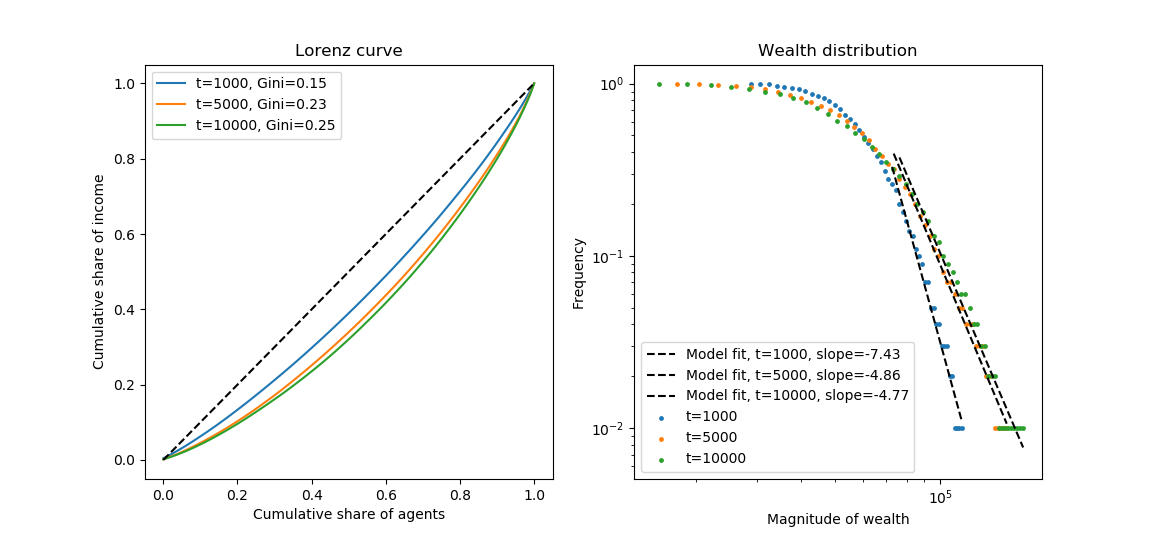 Lorenz curve
t=1000, Gini=0.15
t=5000, Gini=0.23
t=10000, Gini=0.25
1.0
0.8
0.6
0.4
0.2
0.0
Cumulative share of income
0.0 0.2 0.4 0.6 0.8 1.0
Cumulative share of agents
Wealth distribution
10⁰
10⁻¹
10⁻²
Frequency
Model fit, t=1000, slope=-7.43
Model fit, t=5000, slope=-4.86
Model fit, t=10000, slope=-4.77
t=1000
t=5000
t=10000
10⁵
Magnitude of wealth